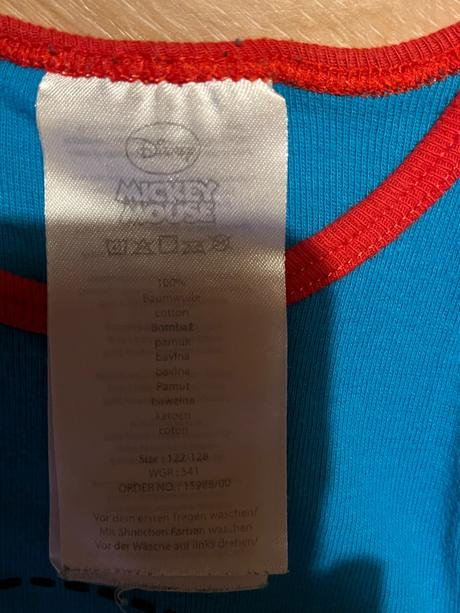 Disney
MICKEY
MOUSE
100%
Baumwolle
cotton
Bombaž
pamuk
bavlna
bavlna
Pamut
bawełna
katoen
coton
Size : 122-128
WGR : 541
ORDER NO. : 15988/00
Vor dem ersten Tragen waschen/
Mit ähnlichen Farben waschen
Vor der Wäsche auf links drehen/